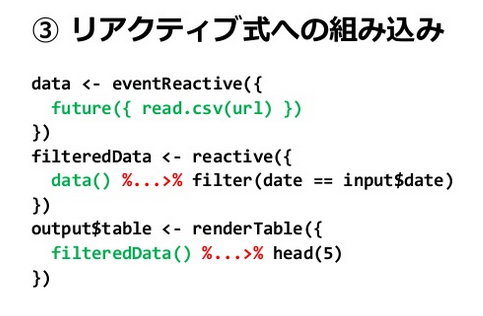 ③ リアクティブ式への組み込み
data <- eventReactive({
  future({ read.csv(url) })
})
filteredData <- reactive({
  data() %...>% filter(date == input$date)
})
output$table <- renderTable({
  filteredData() %...>% head(5)
})